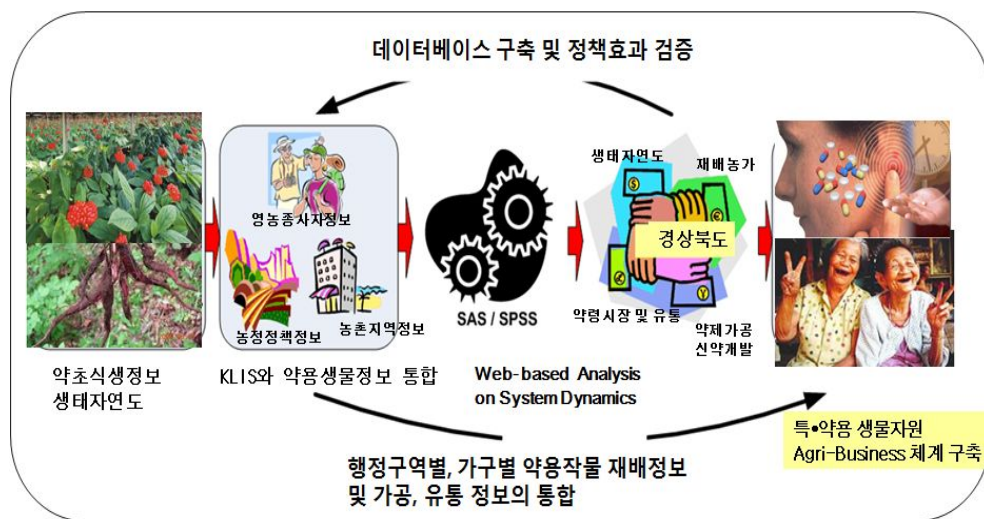 데이터베이스 구축 및 정책효과 검증
영농종사자정보
농정정책정보
농촌지역정보
SAS / SPSS
생태자연도
재배농가
경상북도
약령시장 및 유통
약제가공
신약개발
약초식생정보
생태자연도
KLIS와 약용생물정보 통합
Web-based Analysis
on System Dynamics
특•약용 생물자원
Agri-Business 체계 구축
행정구역별, 가구별 약용작물 재배정보
및 가공, 유통 정보의 통합